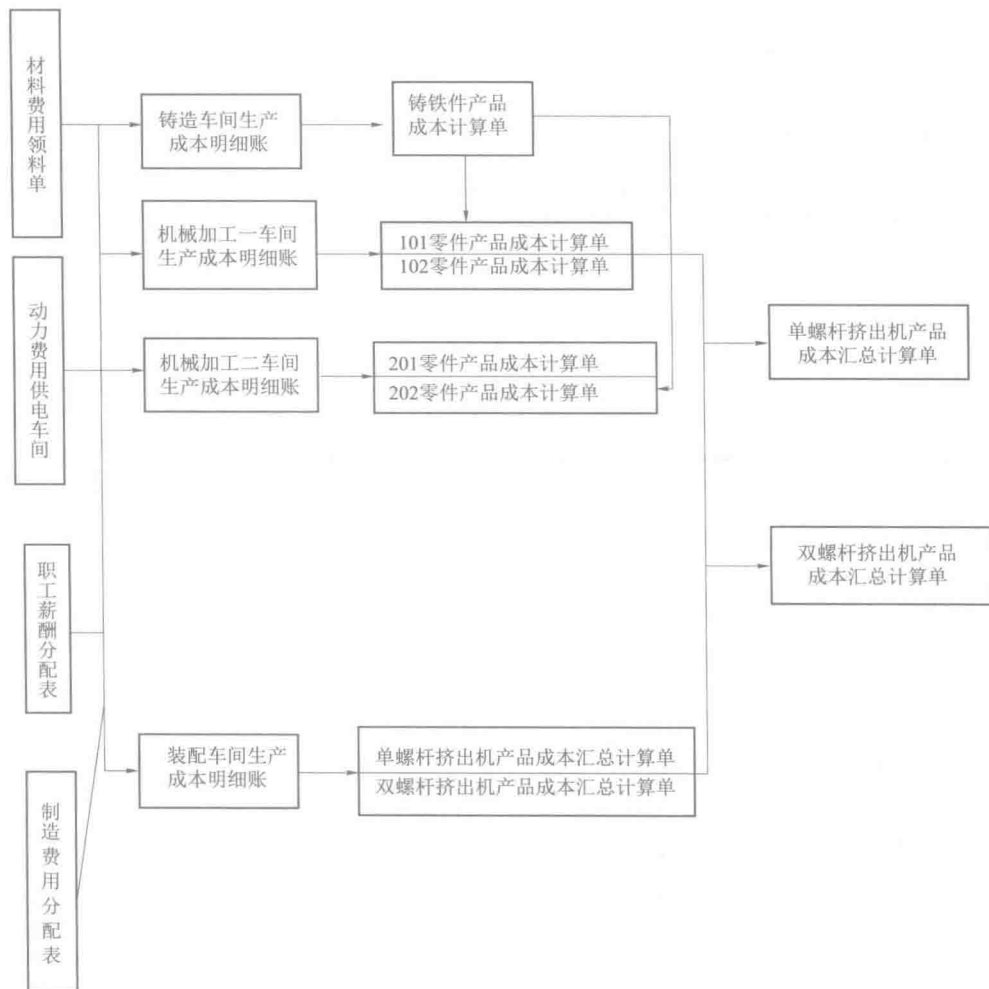 材料费用领料单
铸造车间生产
成本明细账
铸铁件产品
成本计算单
机械加工一车间
生产成本明细账
101零件产品成本计算单
102零件产品成本计算单
动力费用供电车间
机械加工二车间
生产成本明细账
201零件产品成本计算单
202零件产品成本计算单
单螺杆挤出机产品
成本汇总计算单
职工薪酬分配表
双螺杆挤出机产品
成本汇总计算单
装配车间生产
成本明细账
单螺杆挤出机产品成本汇总计算单
双螺杆挤出机产品成本汇总计算单
制造费用分配表